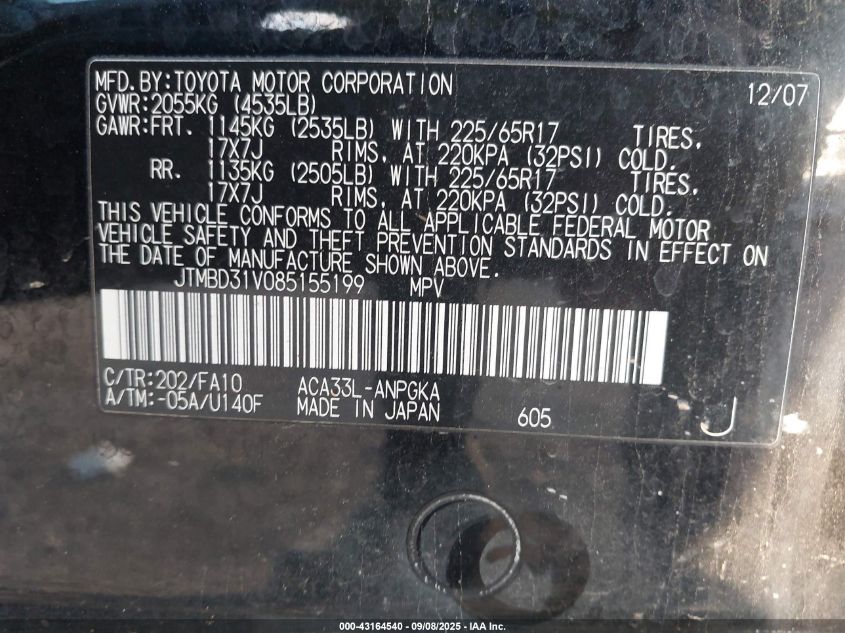 MFD.BY:TOYOTA MOTOR CORPORATION 12/07
GVWR:2055KG (4535LB)
GAWR:FRT. 1145KG (2535LB) WITH 225/65R17 TIRES,
17X7J RIMS, AT 220KPA (32PSI) COLD.
RR. 1135KG (2505LB) WITH 225/65R17 TIRES,
17X7J RIMS, AT 220KPA (32PSI) COLD.
THIS VEHICLE CONFORMS TO ALL APPLICABLE FEDERAL MOTOR
VEHICLE SAFETY AND THEFT PREVENTION STANDARDS IN EFFECT ON
THE DATE OF MANUFACTURE SHOWN ABOVE.
JTMBD31V085155199 MPV
C/TR:202/FA10 ACA33L-ANPGKA
A/TM:-05A/U140F MADE IN JAPAN 605 J
000-43164540 - 09/08/2025 - IAA Inc.